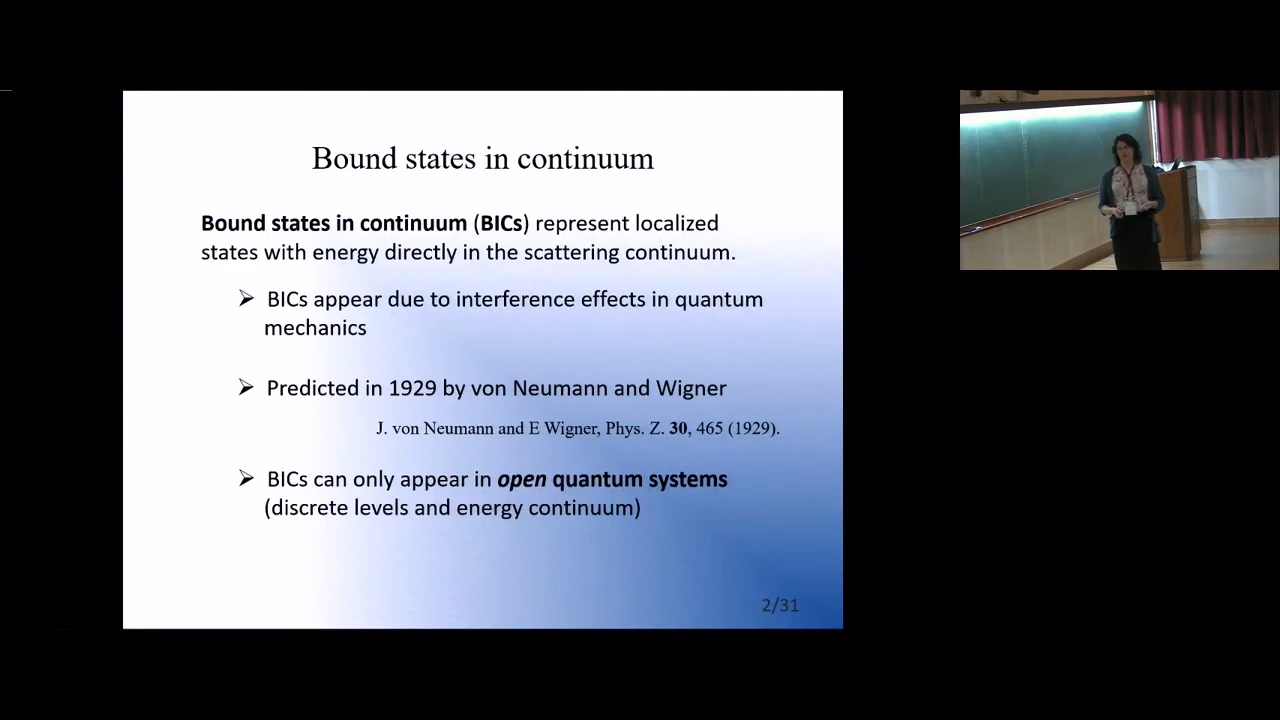 Bound states in continuum
Bound states in continuum (BICs) represent localized
states with energy directly in the scattering continuum.
➢ BICs appear due to interference effects in quantum
mechanics
➢ Predicted in 1929 by von Neumann and Wigner
J. von Neumann and E Wigner, Phys. Z. 30, 465 (1929).
➢ BICs can only appear in open quantum systems
(discrete levels and energy continuum)
2/31